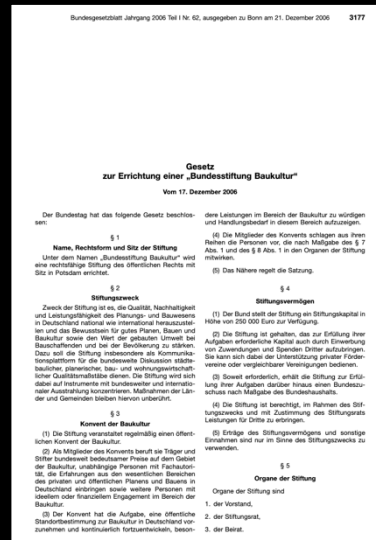 Bundesgesetzblatt Jahrgang 2006 Teil I Nr. 62, ausgegeben zu Bonn am 21. Dezember 2006 3177
Gesetz
zur Errichtung einer „Bundesstiftung Baukultur“
Vom 17. Dezember 2006
Der Bundestag hat das folgende Gesetz beschlos-
sen:
§ 1
Name, Rechtsform und Sitz der Stiftung
Unter dem Namen „Bundesstiftung Baukultur“ wird
eine rechtsfähige Stiftung des öffentlichen Rechts mit
Sitz in Potsdam errichtet.
§ 2
Stiftungszweck
Zweck der Stiftung ist es, die Qualität, Nachhaltigkeit
und Leistungsfähigkeit des Planungs- und Bauwesens
in Deutschland national wie international herauszustel-
len und das Bewusstsein für gutes Planen, Bauen und
Baukultur sowie den Wert der gebauten Umwelt bei
Bauschaffenden und bei der Bevölkerung zu stärken.
Dazu soll die Stiftung insbesondere als Kommunika-
tionsplattform für die bundesweite Diskussion städte-
baulicher, planerischer, bau- und wohnungswirtschaft-
licher Qualitätsmaßstäbe dienen. Die Stiftung wird sich
dabei auf Instrumente mit bundesweiter und internatio-
naler Ausstrahlung konzentrieren. Maßnahmen der Län-
der und Gemeinden bleiben hiervon unberührt.
§ 3
Konvent der Baukultur
(1) Die Stiftung veranstaltet regelmäßig einen öffent-
lichen Konvent der Baukultur.
(2) Als Mitglieder des Konvents beruft sie Träger und
Stifter bundesweit bedeutsamer Preise auf dem Gebiet
der Baukultur, unabhängige Personen mit Fachautori-
tät, die Erfahrungen aus den wesentlichen Bereichen
des privaten und öffentlichen Planens und Bauens in
Deutschland einbringen sowie weitere Personen mit
ideellem oder finanziellem Engagement im Bereich der
Baukultur.
(3) Der Konvent hat die Aufgabe, eine öffentliche
Standortbestimmung zur Baukultur in Deutschland vor-
zunehmen und kontinuierlich fortzuentwickeln, beson-
dere Leistungen im Bereich der Baukultur zu würdigen
und Handlungsbedarf in diesem Bereich aufzuzeigen.
(4) Die Mitglieder des Konvents schlagen aus ihren
Reihen die Personen vor, die nach Maßgabe des § 7
Abs. 1 und des § 8 Abs. 1 in den Organen der Stiftung
mitwirken.
(5) Das Nähere regelt die Satzung.
§ 4
Stiftungsvermögen
(1) Der Bund stellt der Stiftung ein Stiftungskapital in
Höhe von 250 000 Euro zur Verfügung.
(2) Die Stiftung ist gehalten, das zur Erfüllung ihrer
Aufgaben erforderliche Kapital auch durch Einwerbung
von Zuwendungen und Spenden Dritter aufzubringen.
Sie kann sich dabei der Unterstützung privater Förder-
vereine oder vergleichbarer Vereinigungen bedienen.
(3) Soweit erforderlich, erhält die Stiftung zur Erfül-
lung ihrer Aufgaben darüber hinaus einen Bundeszu-
schuss nach Maßgabe des Bundeshaushalts.
(4) Die Stiftung ist berechtigt, im Rahmen des Stif-
tungszwecks und mit Zustimmung des Stiftungsrats
Leistungen für Dritte zu erbringen.
(5) Erträge des Stiftungsvermögens und sonstige
Einnahmen sind nur im Sinne des Stiftungszwecks zu
verwenden.
§ 5
Organe der Stiftung
Organe der Stiftung sind
1. der Vorstand,
2. der Stiftungsrat,
3. der Beirat.